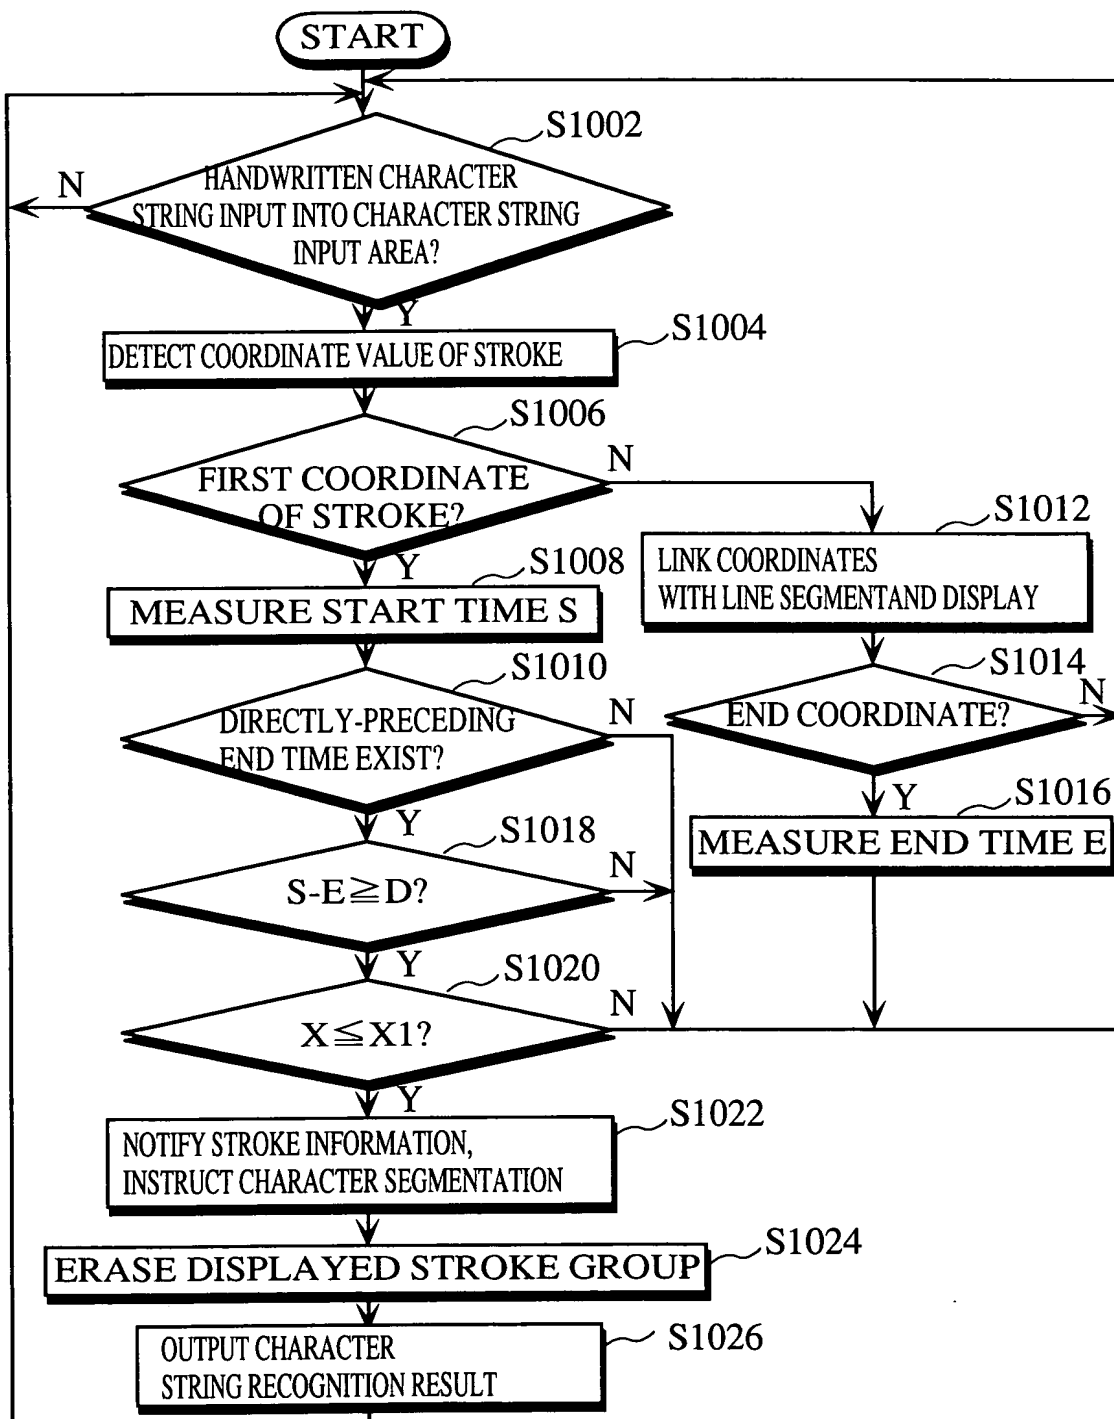 START
S1002
N
HANDWRITTEN CHARACTER
STRING INPUT INTO CHARACTER STRING
INPUT AREA?
Y
S1004
DETECT COORDINATE VALUE OF STROKE
S1006
N
FIRST COORDINATE
OF STROKE?
Y
S1008
MEASURE START TIME S
S1012
LINK COORDINATES
WITH LINE SEGMENTAND DISPLAY
S1010
N
DIRECTLY-PRECEDING
END TIME EXIST?
Y
S1014
N
END COORDINATE?
Y
S1016
MEASURE END TIME E
S1018
N
S-E≧D?
Y
S1020
N
X≦X1?
Y
S1022
NOTIFY STROKE INFORMATION,
INSTRUCT CHARACTER SEGMENTATION
S1024
ERASE DISPLAYED STROKE GROUP
S1026
OUTPUT CHARACTER
STRING RECOGNITION RESULT